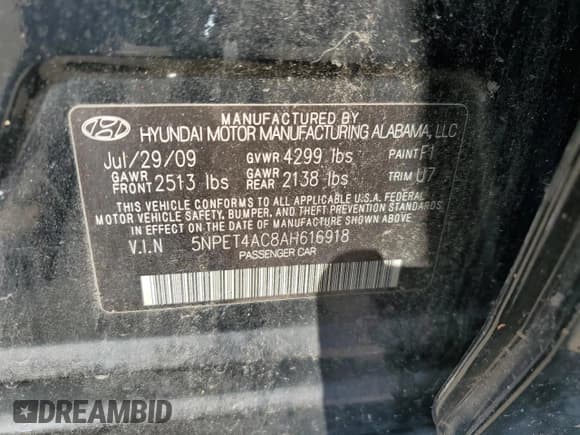 MANUFACTURED BY
HYUNDAI MOTOR MANUFACTURING ALABAMA, LLC
Jul/29/09 GVWR 4299 lbs PAINT F1
GAWR FRONT 2513 lbs GAWR REAR 2138 lbs TRIM U7
THIS VEHICLE CONFORMS TO ALL APPLICABLE U.S.A. FEDERAL
MOTOR VEHICLE SAFETY, BUMPER, AND THEFT PREVENTION STANDARDS
IN EFFECT ON THE DATE OF MANUFACTURE SHOWN ABOVE.
V.I.N 5NPET4AC8AH616918
PASSENGER CAR
DREAMBID